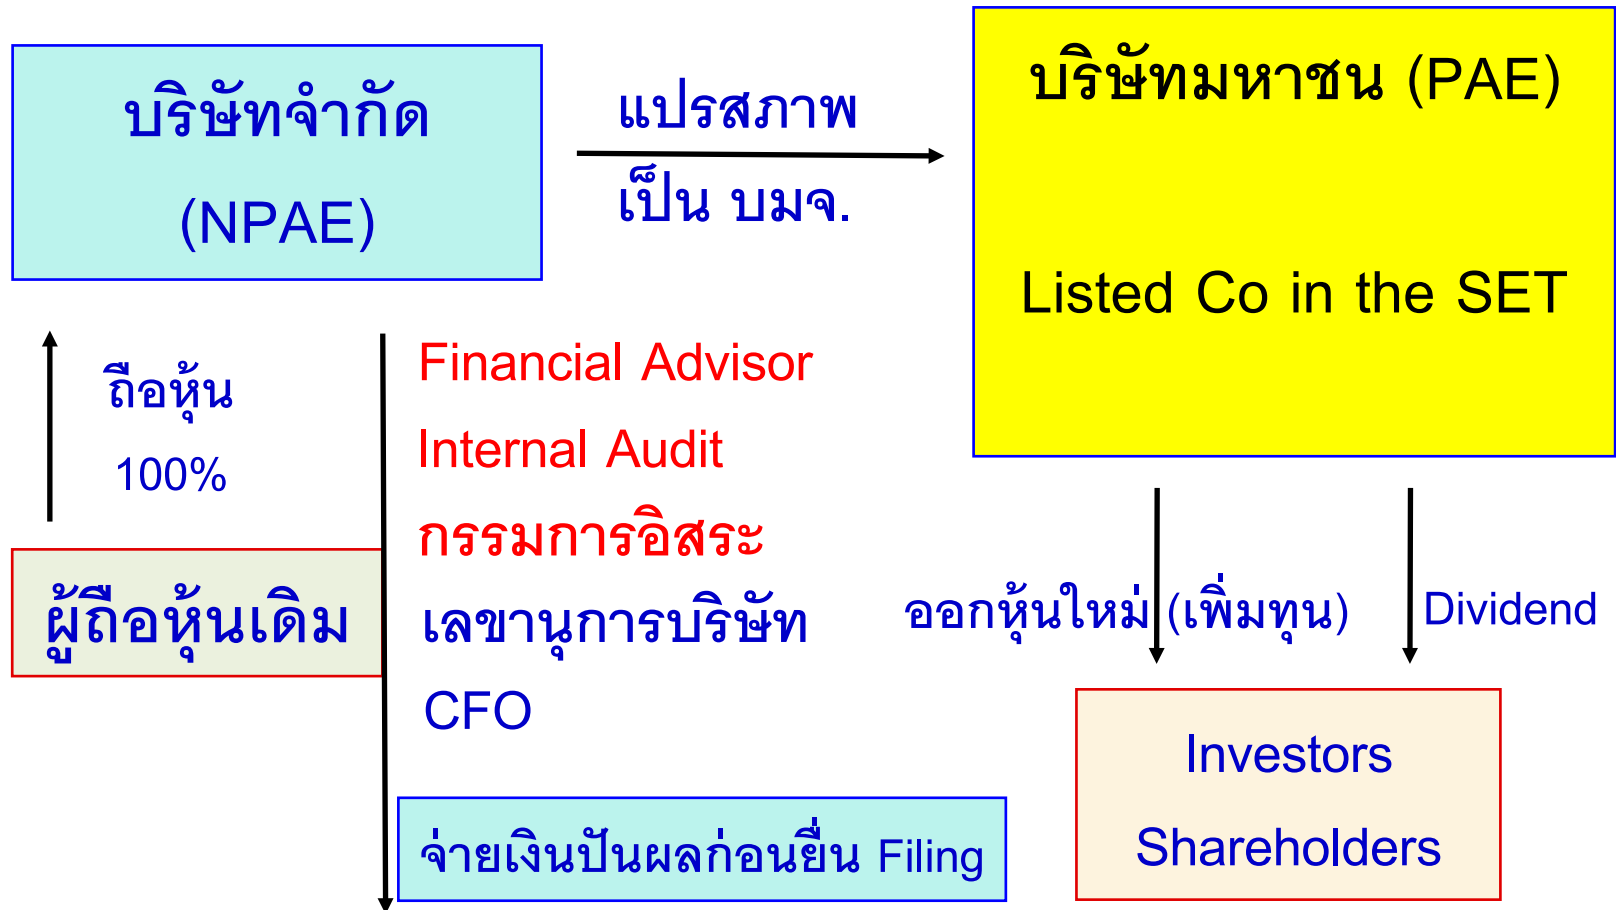 บริษัทจำกัด
(NPAE)
แปรสภาพ
เป็น บมจ.
บริษัทมหาชน (PAE)
Listed Co in the SET
ถือหุ้น
100%
ผู้ถือหุ้นเดิม
Financial Advisor
Internal Audit
กรรมการอิสระ
เลขานุการบริษัท
CFO
จ่ายเงินปันผลก่อนยื่น Filing
ออกหุ้นใหม่ (เพิ่มทุน)
Dividend
Investors
Shareholders